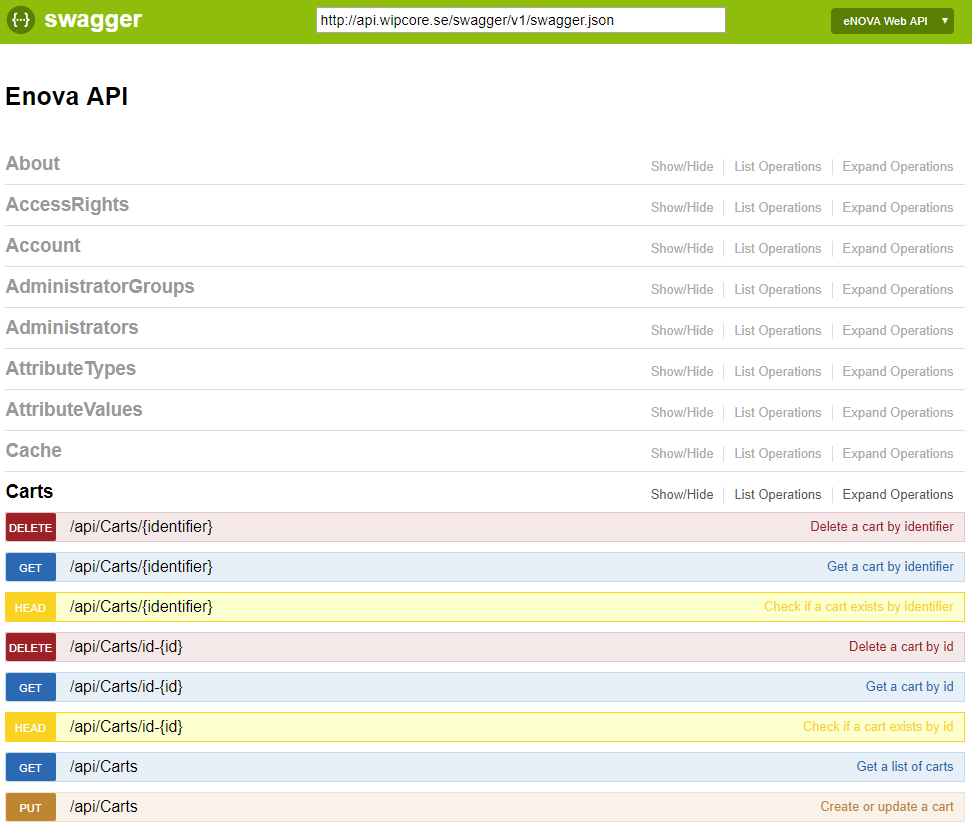 {··} swagger http://api.wipcore.se/swagger/v1/swagger.json eNOVA Web API ▼
Enova API
About Show/Hide List Operations Expand Operations
AccessRights Show/Hide List Operations Expand Operations
Account Show/Hide List Operations Expand Operations
AdministratorGroups Show/Hide List Operations Expand Operations
Administrators Show/Hide List Operations Expand Operations
AttributeTypes Show/Hide List Operations Expand Operations
AttributeValues Show/Hide List Operations Expand Operations
Cache Show/Hide List Operations Expand Operations
Carts Show/Hide List Operations Expand Operations
DELETE /api/Carts/{identifier} Delete a cart by identifier
GET /api/Carts/{identifier} Get a cart by identifier
HEAD /api/Carts/{identifier} Check if a cart exists by identifier
DELETE /api/Carts/id-{id} Delete a cart by id
GET /api/Carts/id-{id} Get a cart by id
HEAD /api/Carts/id-{id} Check if a cart exists by id
GET /api/Carts Get a list of carts
PUT /api/Carts Create or update a cart